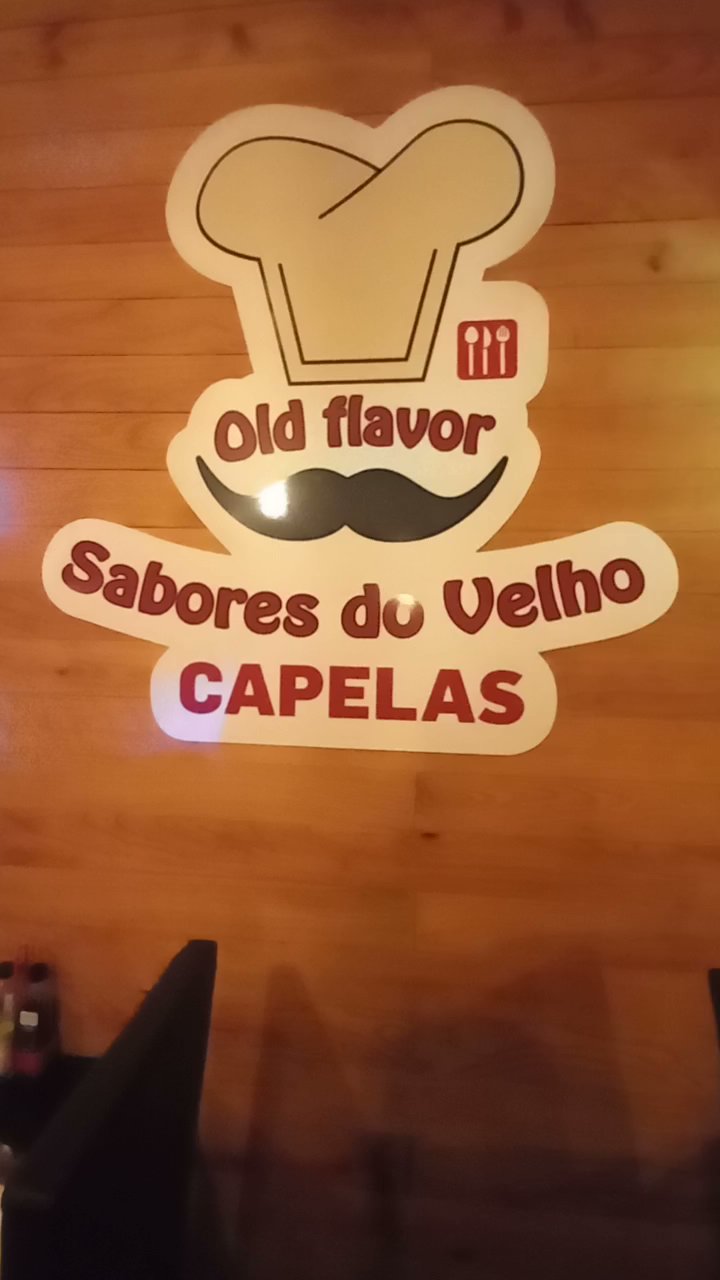 Old flavor
Sabores do Velho
CAPELAS